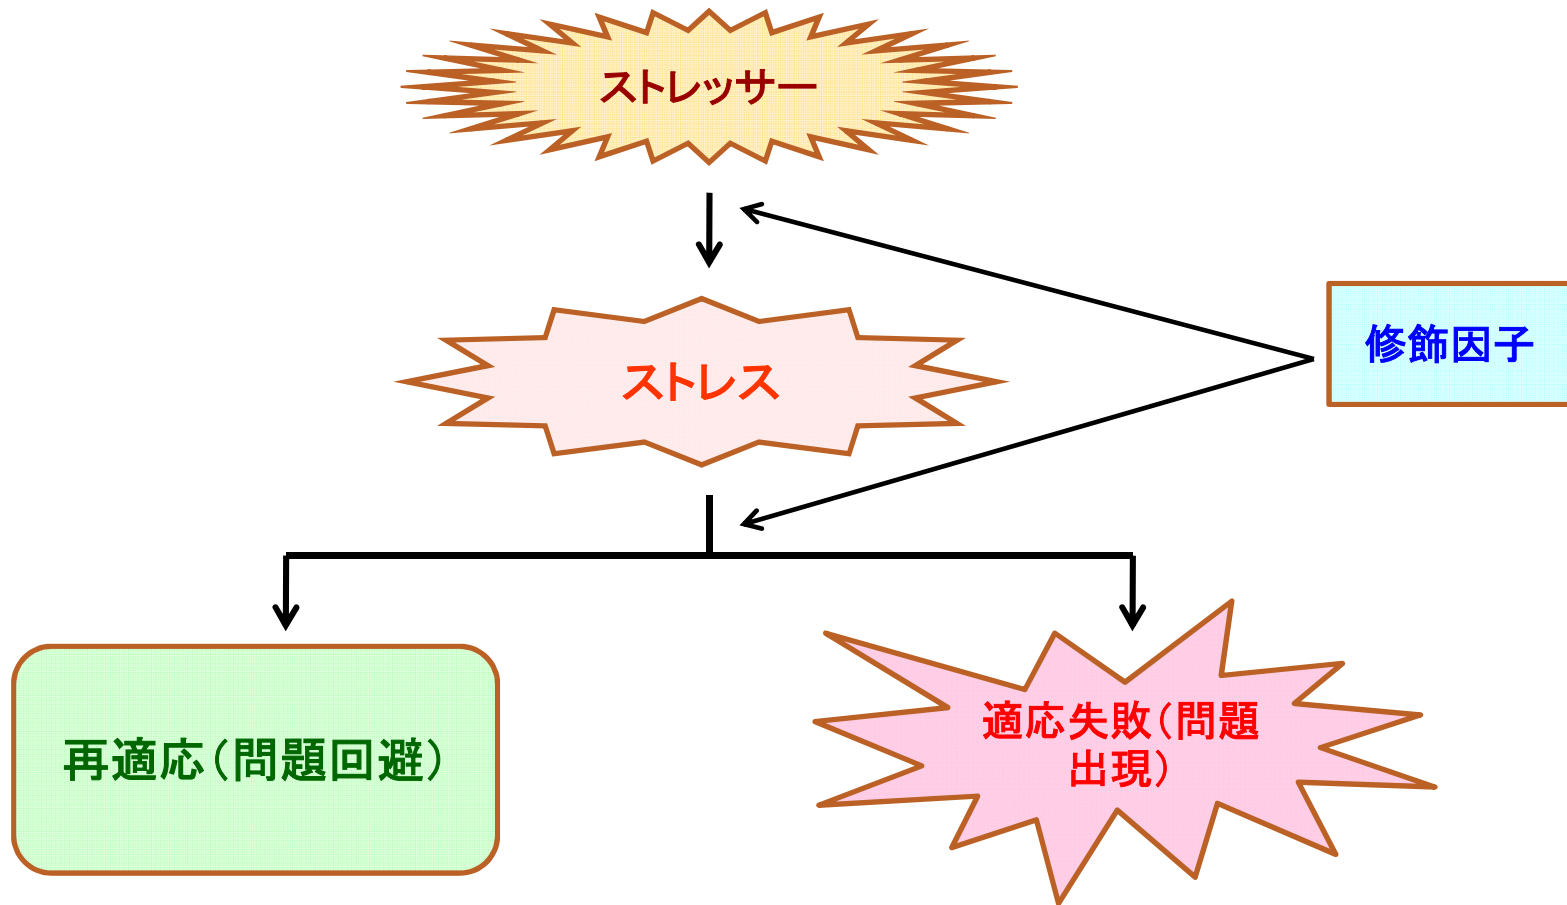 ストレッサー
修飾因子
ストレス
再適応（問題回避）
適応失敗（問題
出現）